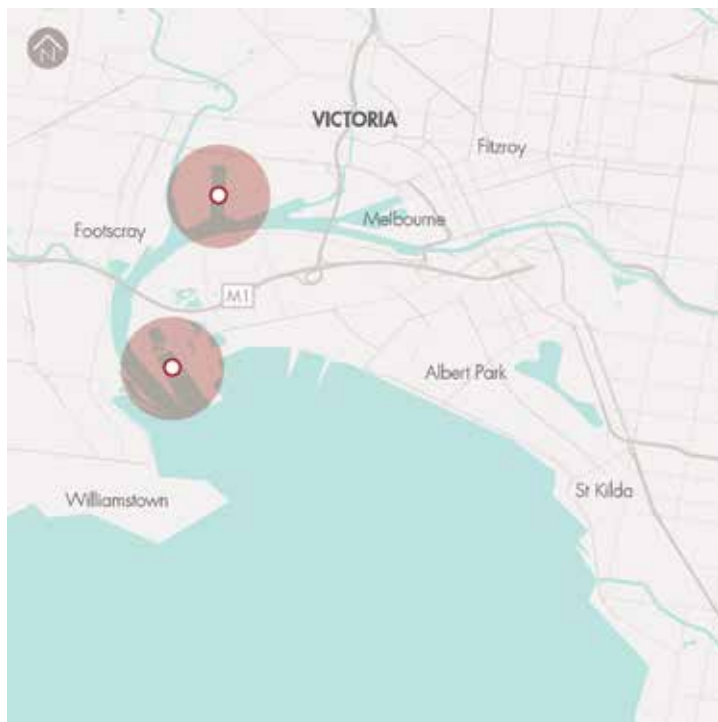 N
VICTORIA
Fitzroy
Footscray
Melbourne
M1
Albert Park
Williamstown
St Kilda